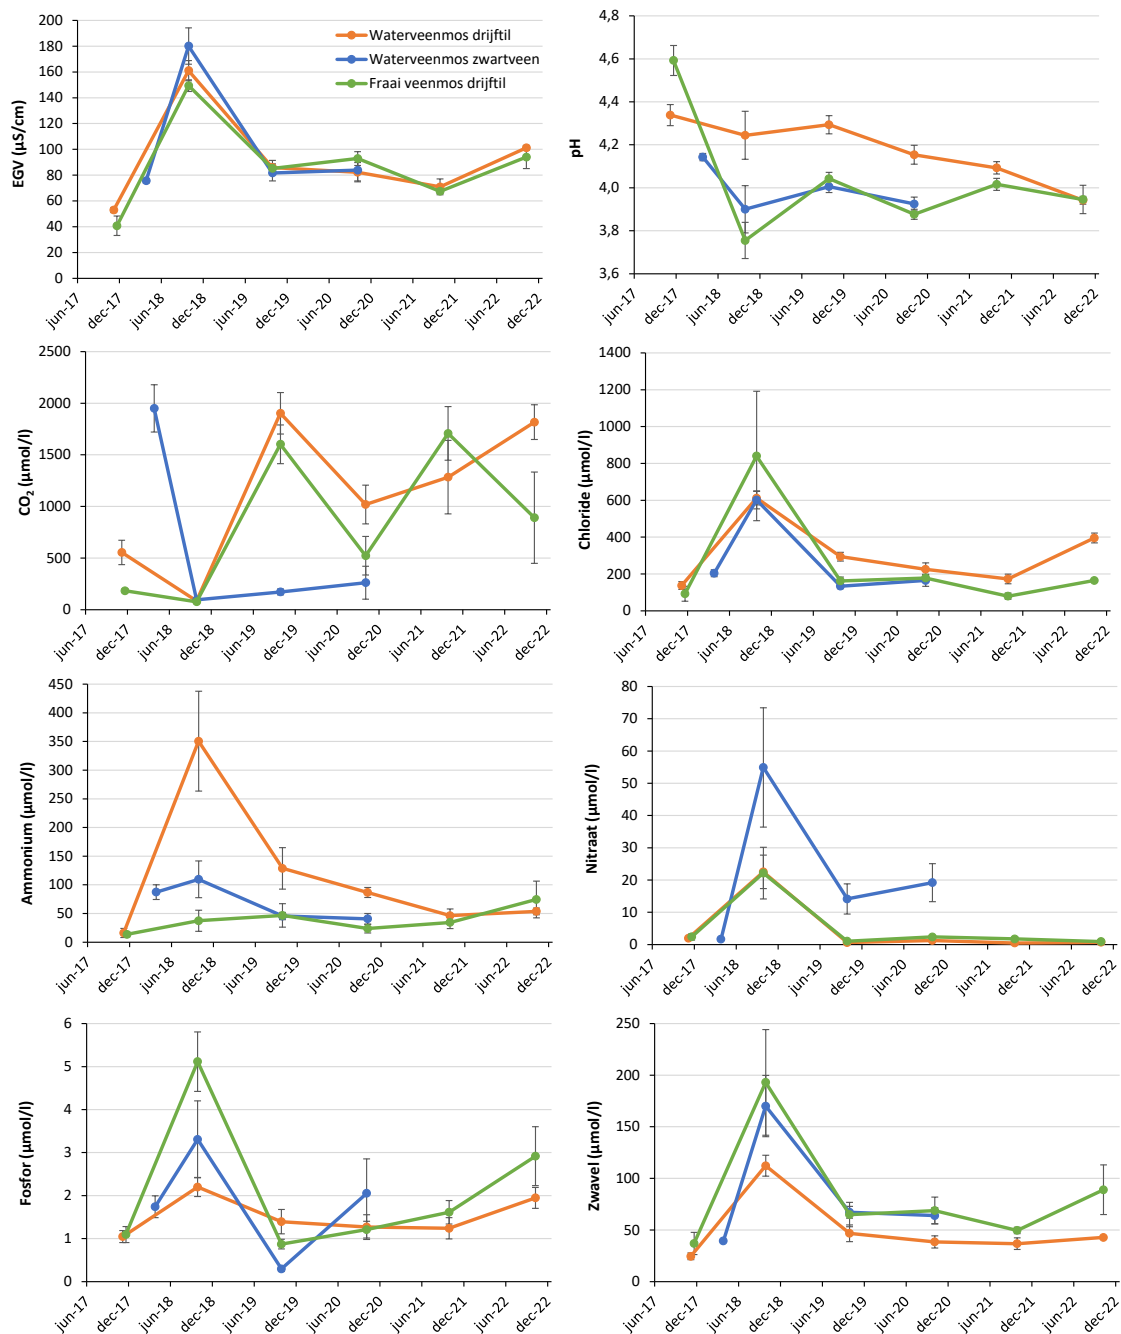 EGV (µS/cm)
200
180
160
140
120
100
80
60
40
20
0
Waterveenmos drijftil
Waterveenmos zwartveen
Fraai veenmos drijftil
jun-17
dec-17
jun-18
dec-18
jun-19
dec-19
jun-20
dec-20
jun-21
dec-21
jun-22
dec-22
pH
4,8
4,6
4,4
4,2
4,0
3,8
3,6
jun-17
dec-17
jun-18
dec-18
jun-19
dec-19
jun-20
dec-20
jun-21
dec-21
jun-22
dec-22
CO₂ (µmol/l)
2500
2000
1500
1000
500
0
jun-17
dec-17
jun-18
dec-18
jun-19
dec-19
jun-20
dec-20
jun-21
dec-21
jun-22
dec-22
Chloride (µmol/l)
1400
1200
1000
800
600
400
200
0
jun-17
dec-17
jun-18
dec-18
jun-19
dec-19
jun-20
dec-20
jun-21
dec-21
jun-22
dec-22
Ammonium (µmol/l)
450
400
350
300
250
200
150
100
50
0
jun-17
dec-17
jun-18
dec-18
jun-19
dec-19
jun-20
dec-20
jun-21
dec-21
jun-22
dec-22
Nitraat (µmol/l)
80
70
60
50
40
30
20
10
0
jun-17
dec-17
jun-18
dec-18
jun-19
dec-19
jun-20
dec-20
jun-21
dec-21
jun-22
dec-22
Fosfor (µmol/l)
6
5
4
3
2
1
0
jun-17
dec-17
jun-18
dec-18
jun-19
dec-19
jun-20
dec-20
jun-21
dec-21
jun-22
dec-22
Zwavel (µmol/l)
250
200
150
100
50
0
jun-17
dec-17
jun-18
dec-18
jun-19
dec-19
jun-20
dec-20
jun-21
dec-21
jun-22
dec-22